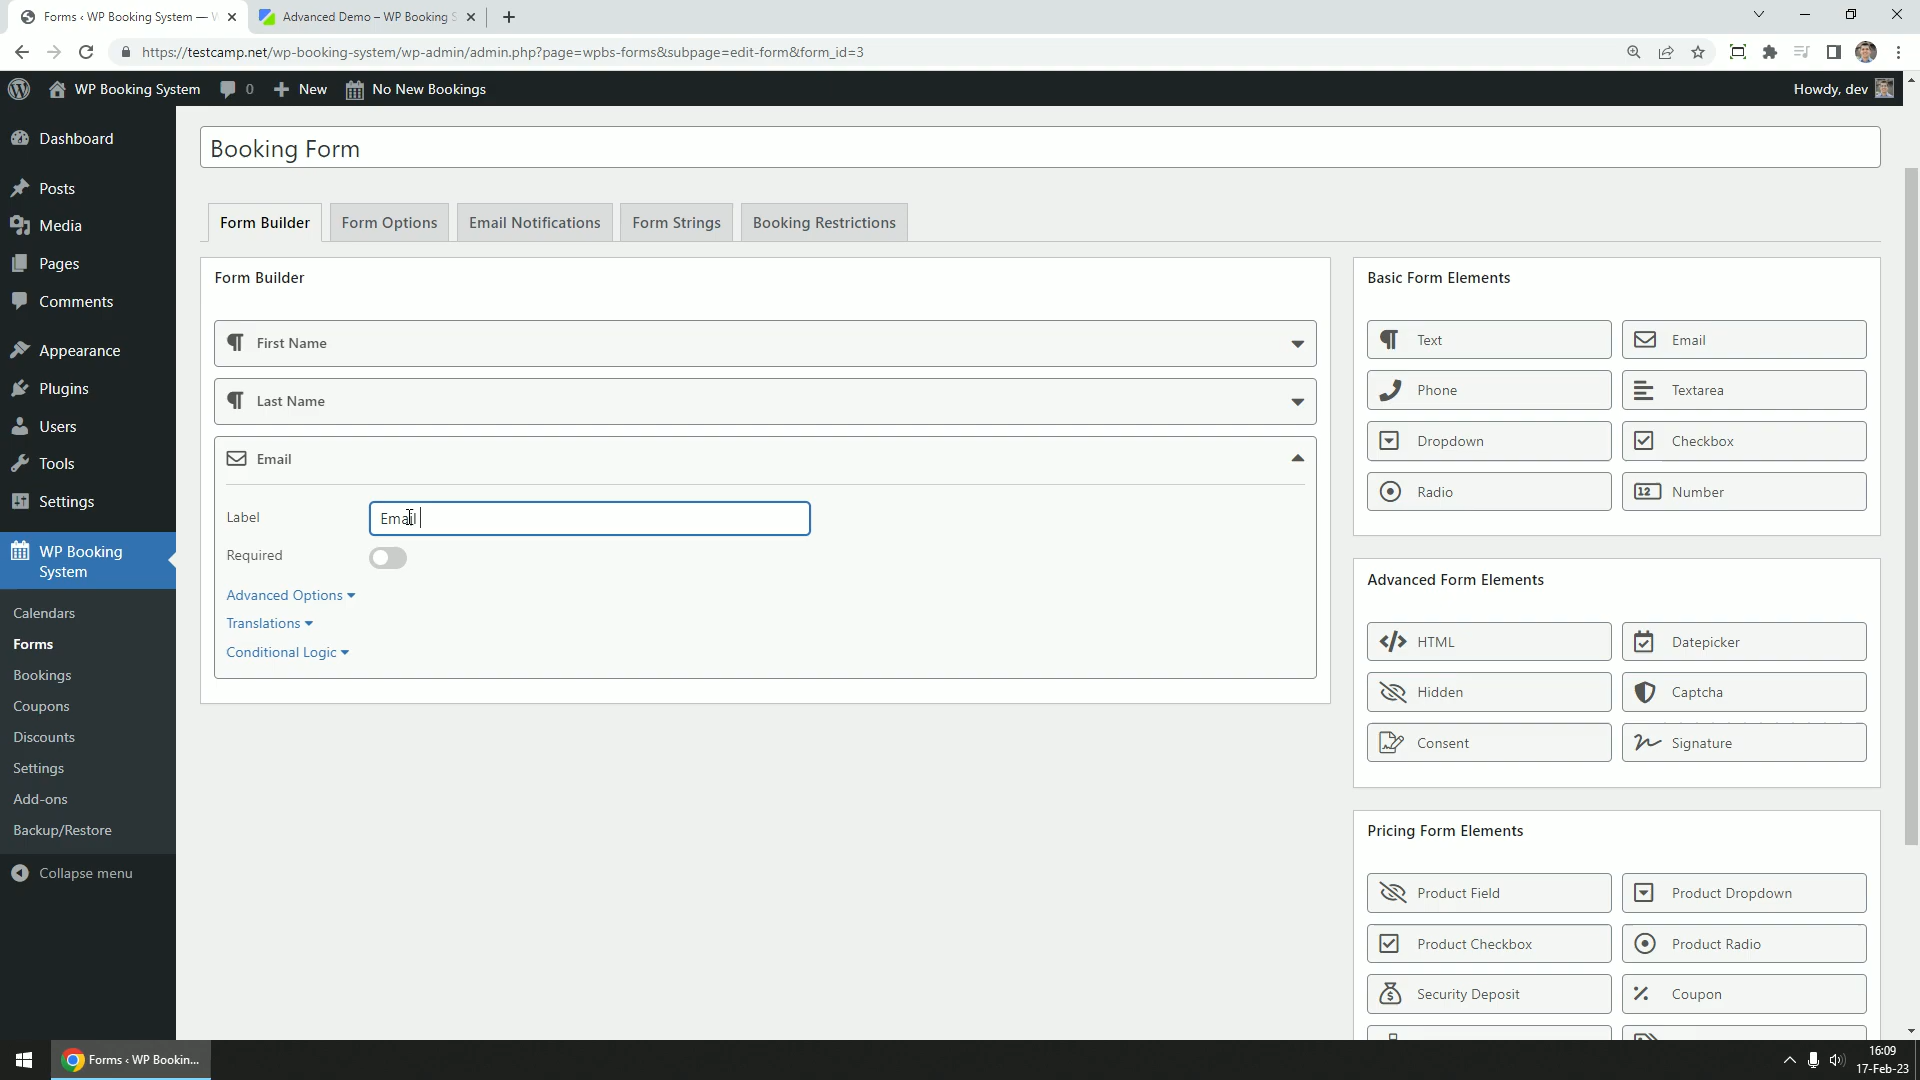 Forms ‹ WP Booking System — W
Advanced Demo – WP Booking S
https://testcamp.net/wp-booking-system/wp-admin/admin.php?page=wpbs-forms&subpage=edit-form&form_id=3
WP Booking System
0
New
No New Bookings
Howdy, dev
Dashboard
Posts
Media
Pages
Comments
Appearance
Plugins
Users
Tools
Settings
WP Booking
System
Calendars
Forms
Bookings
Coupons
Discounts
Settings
Add-ons
Backup/Restore
Collapse menu
Booking Form
Form Builder
Form Options
Email Notifications
Form Strings
Booking Restrictions
Form Builder
First Name
Last Name
Email
Label
Email
Required
Advanced Options
Translations
Conditional Logic
Basic Form Elements
Text
Email
Phone
Textarea
Dropdown
Checkbox
Radio
12
Number
Advanced Form Elements
HTML
Datepicker
Hidden
Captcha
Consent
Signature
Pricing Form Elements
Product Field
Product Dropdown
Product Checkbox
Product Radio
Security Deposit
Coupon
Forms ‹ WP Bookin...
16:09
17-Feb-23